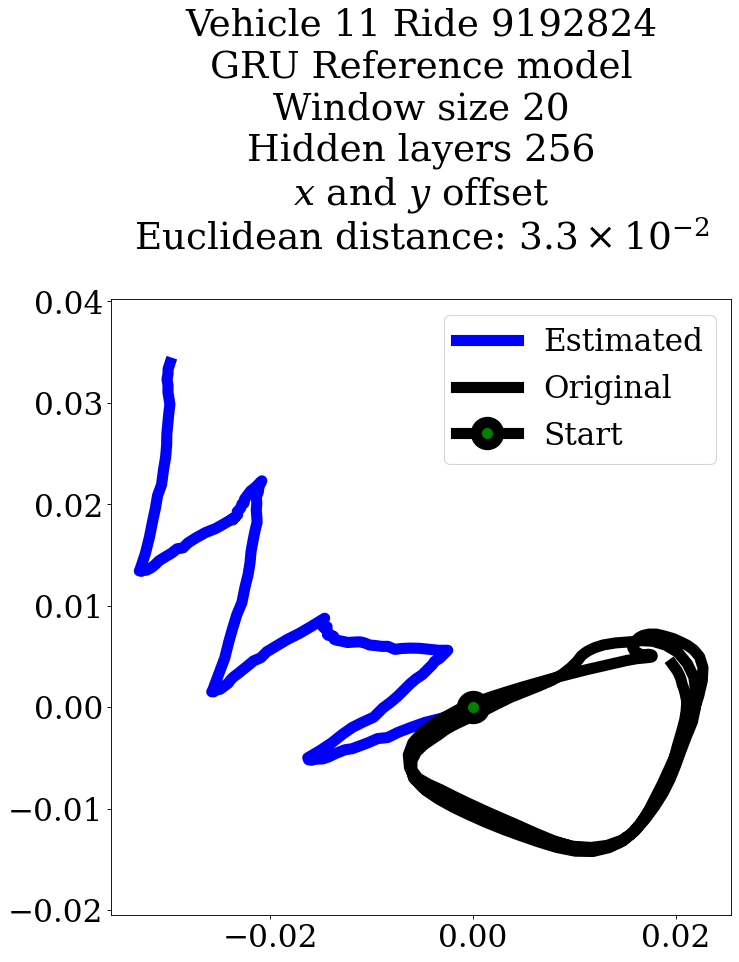 Vehicle 11 Ride 9192824
GRU Reference model
Window size 20
Hidden layers 256
x and y offset
Euclidean distance: 3.3 × 10⁻²
0.04
0.03
0.02
0.01
0.00
−0.01
−0.02
Estimated
Original
Start
−0.02 0.00 0.02